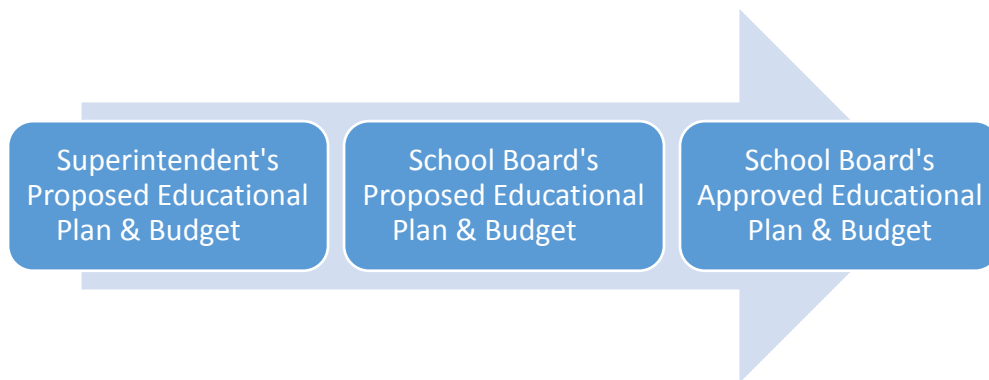 Superintendent's
Proposed Educational
Plan & Budget
School Board's
Proposed Educational
Plan & Budget
School Board's
Approved Educational
Plan & Budget